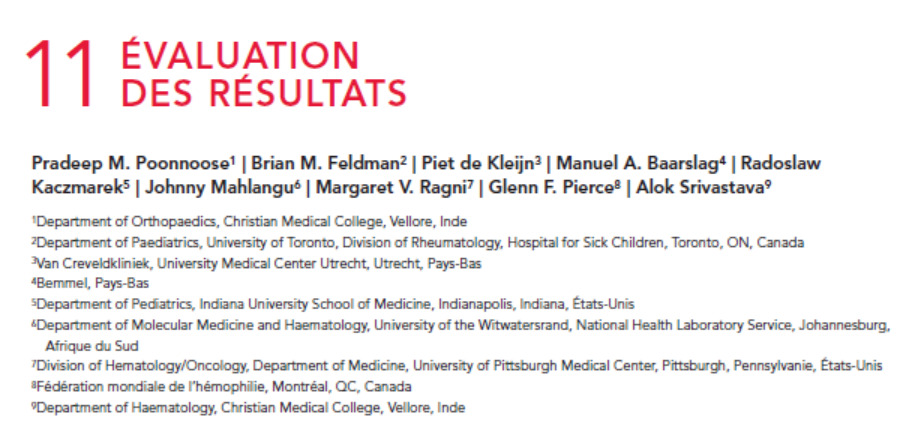 11 ÉVALUATION
DES RÉSULTATS
Pradeep M. Poonnoose¹ | Brian M. Feldman² | Piet de Kleijn³ | Manuel A. Baarslag⁴ | Radoslaw
Kaczmarek⁵ | Johnny Mahlangu⁶ | Margaret V. Ragni⁷ | Glenn F. Pierce⁸ | Alok Srivastava⁹
¹Department of Orthopaedics, Christian Medical College, Vellore, Inde
²Department of Paediatrics, University of Toronto, Division of Rheumatology, Hospital for Sick Children, Toronto, ON, Canada
³Van Creveldkliniek, University Medical Center Utrecht, Utrecht, Pays-Bas
⁴Bemmel, Pays-Bas
⁵Department of Pediatrics, Indiana University School of Medicine, Indianapolis, Indiana, États-Unis
⁶Department of Molecular Medicine and Haematology, University of the Witwatersrand, National Health Laboratory Service, Johannesburg,
Afrique du Sud
⁷Division of Hematology/Oncology, Department of Medicine, University of Pittsburgh Medical Center, Pittsburgh, Pennsylvanie, États-Unis
⁸Fédération mondiale de l'hémophilie, Montréal, QC, Canada
⁹Department of Haematology, Christian Medical College, Vellore, Inde